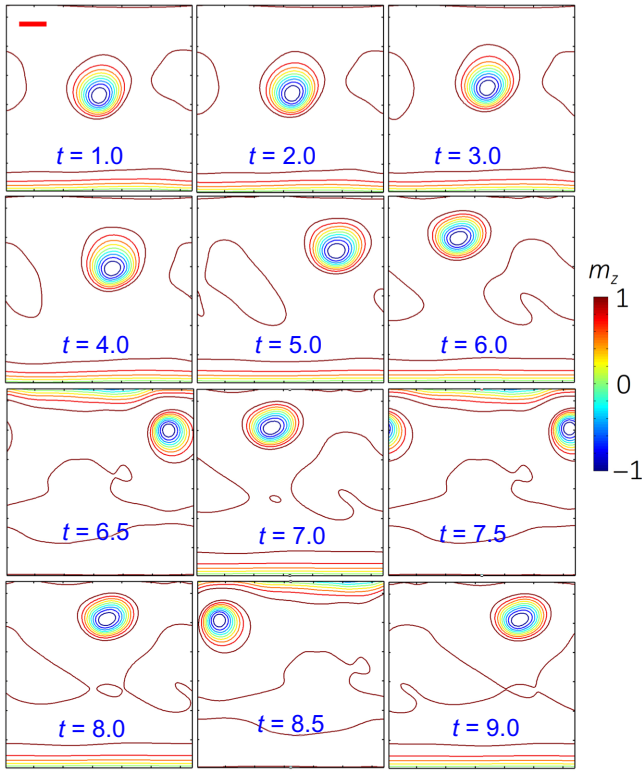 t = 1.0
t = 2.0
t = 3.0
t = 4.0
t = 5.0
t = 6.0
m_z
1
0
−1
t = 6.5
t = 7.0
t = 7.5
t = 8.0
t = 8.5
t = 9.0